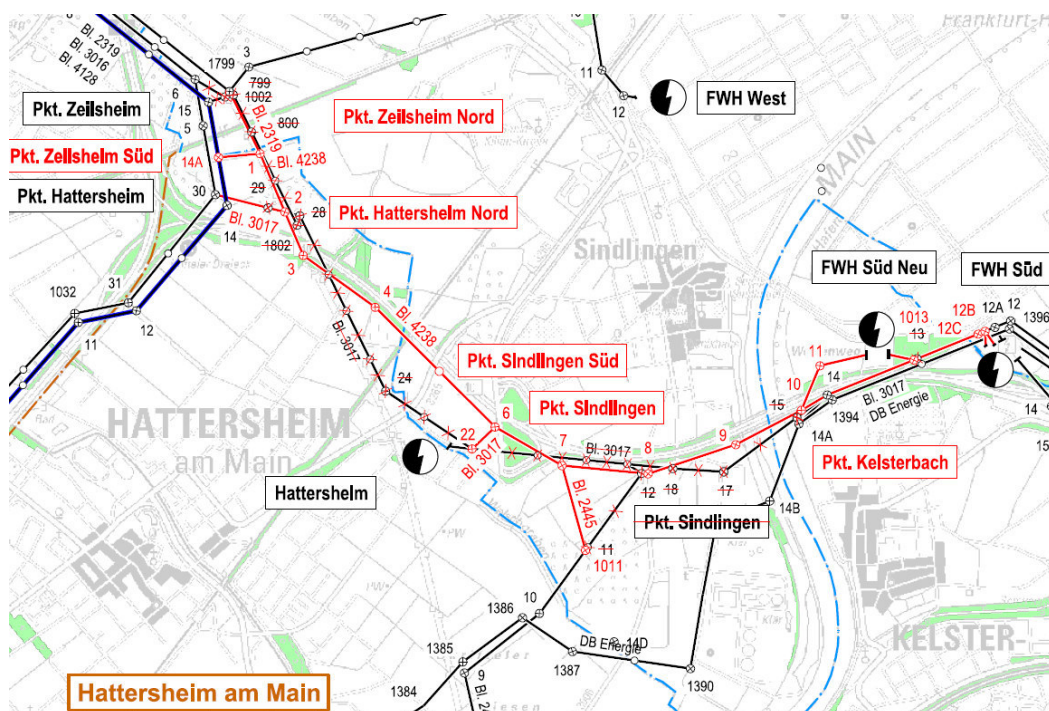 Frankfurt-H
Bl. 2319
Bl. 3016
Bl. 4128
1799
3
799
1002
800
6
15
5
11
12
FWH West
Pkt. Zeilsheim
Pkt. Zeilsheim Nord
Bl. 2319
Pkt. Zeilsheim Süd
14A
1
Bl. 4238
MAIN
Pkt. Hattersheim
30
29
2
28
Pkt. Hattersheim Nord
Bl. 3017
14
1802
3
Sindlingen
FWH Süd Neu
FWH Süd
31
1032
11
12
4
Bl. 4238
Bl. 3017
1013
13
12B
12C
12A
12
1396
Pkt. Sindlingen Süd
11
24
10
14
15
Bl. 3017
DB Energie
1394
14
15
HATTERSHEIM
am Main
Pkt. Sindlingen
6
22
Bl. 3017
7
Bl. 3017
8
9
14A
Pkt. Kelsterbach
Hattersheim
12
18
17
14B
Bl. 2445
Pkt. Sindlingen
11
1011
10
1386
14D
DB Energie
1385
1387
1390
9
1384
Bl. 24
KELSTER-
Hattersheim am Main